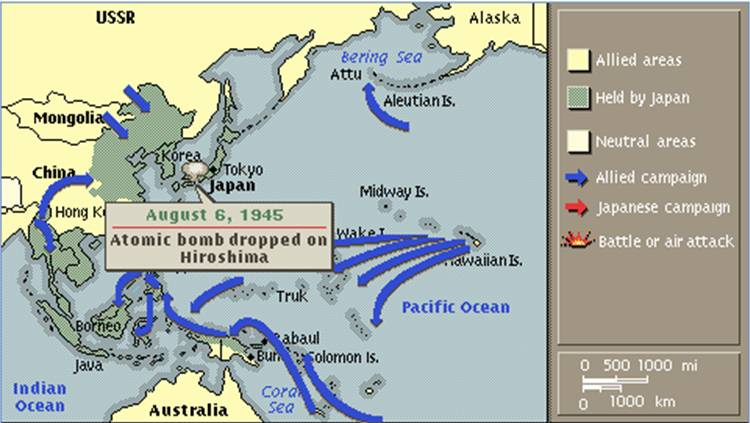 USSR
Alaska
Bering Sea
Attu
Aleutian Is.
Mongolia
Korea
Tokyo
China
Japan
Midway Is.
Hong K
August 6, 1945
Atomic bomb dropped on
Hiroshima
Wake I.
Hawaiian Is.
Truk
Pacific Ocean
Borneo
Rabaul
Bun
Solomon Is.
Java
Indian
Ocean
Coral
Sea
Australia
Allied areas
Held by Japan
Neutral areas
Allied campaign
Japanese campaign
Battle or air attack
0 500 1000 mi
0 1000 km